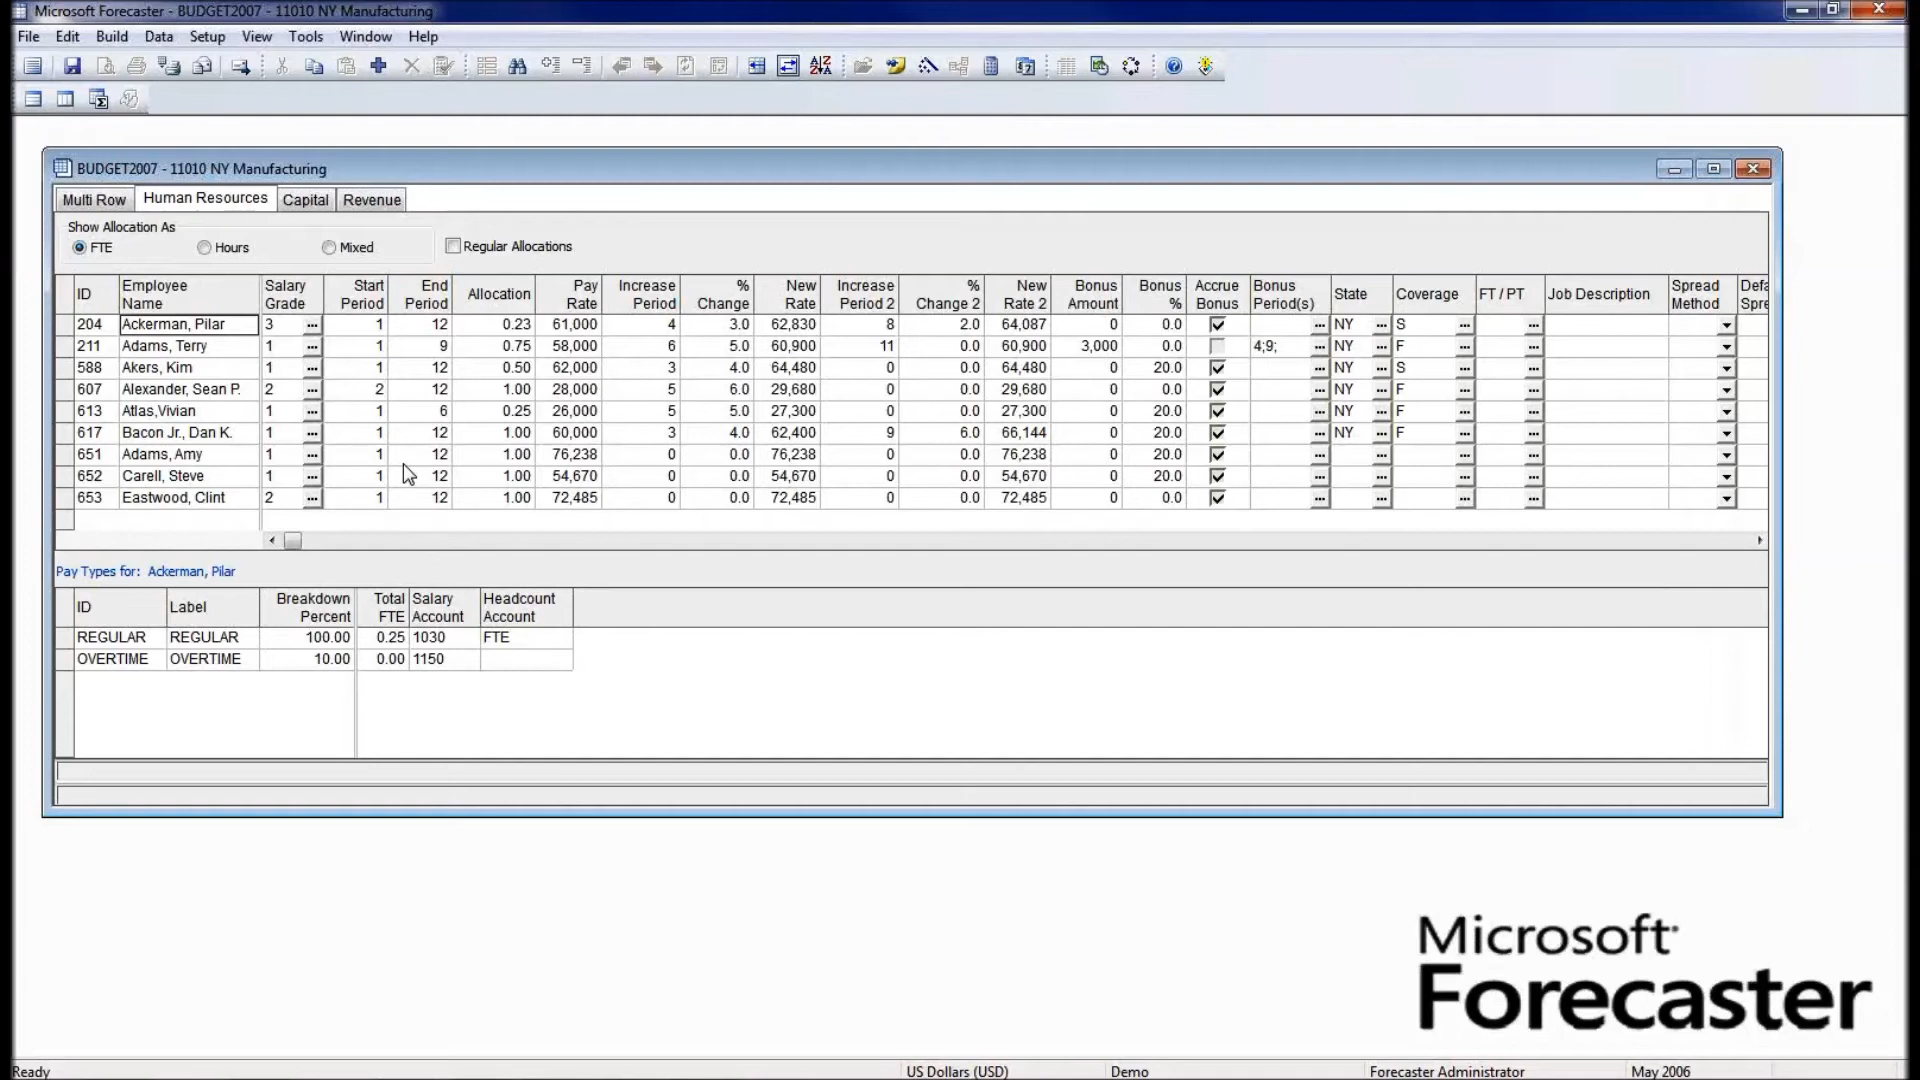 Microsoft Forecaster - BUDGET2007 - 11010 NY Manufacturing
File Edit Build Data Setup View Tools Window Help
BUDGET2007 - 11010 NY Manufacturing
Multi Row Human Resources Capital Revenue
Show Allocation As
FTE Hours Mixed Regular Allocations
ID Employee Name Salary Grade Start Period End Period Allocation Pay Rate Increase Period % Change New Rate Increase Period 2 % Change 2 New Rate 2 Bonus Amount Bonus % Accrue Bonus Bonus Period(s) State Coverage FT / PT Job Description Spread Method Defa Spre
204 Ackerman, Pilar 3 ... 1 12 0.23 61,000 4 3.0 62,830 8 2.0 64,087 0 0.0 ... NY ... S ... ...
211 Adams, Terry 1 ... 1 9 0.75 58,000 6 5.0 60,900 11 0.0 60,900 3,000 0.0 4;9; ... NY ... F ... ...
588 Akers, Kim 1 ... 1 12 0.50 62,000 3 4.0 64,480 0 0.0 64,480 0 20.0 ... NY ... S ... ...
607 Alexander, Sean P. 2 ... 2 12 1.00 28,000 5 6.0 29,680 0 0.0 29,680 0 0.0 ... NY ... F ... ...
613 Atlas,Vivian 1 ... 1 6 0.25 26,000 5 5.0 27,300 0 0.0 27,300 0 20.0 ... NY ... F ... ...
617 Bacon Jr., Dan K. 1 ... 1 12 1.00 60,000 3 4.0 62,400 9 6.0 66,144 0 20.0 ... NY ... F ... ...
651 Adams, Amy 1 ... 1 12 1.00 76,238 0 0.0 76,238 0 0.0 76,238 0 20.0 ... ... ... ...
652 Carell, Steve 1 ... 1 12 1.00 54,670 0 0.0 54,670 0 0.0 54,670 0 20.0 ... ... ... ...
653 Eastwood, Clint 2 ... 1 12 1.00 72,485 0 0.0 72,485 0 0.0 72,485 0 0.0 ... ... ... ...
Pay Types for: Ackerman, Pilar
ID Label Breakdown Percent Total FTE Salary Account Headcount Account
REGULAR REGULAR 100.00 0.25 1030 FTE
OVERTIME OVERTIME 10.00 0.00 1150
Microsoft
Forecaster
Ready US Dollars (USD) Demo Forecaster Administrator May 2006